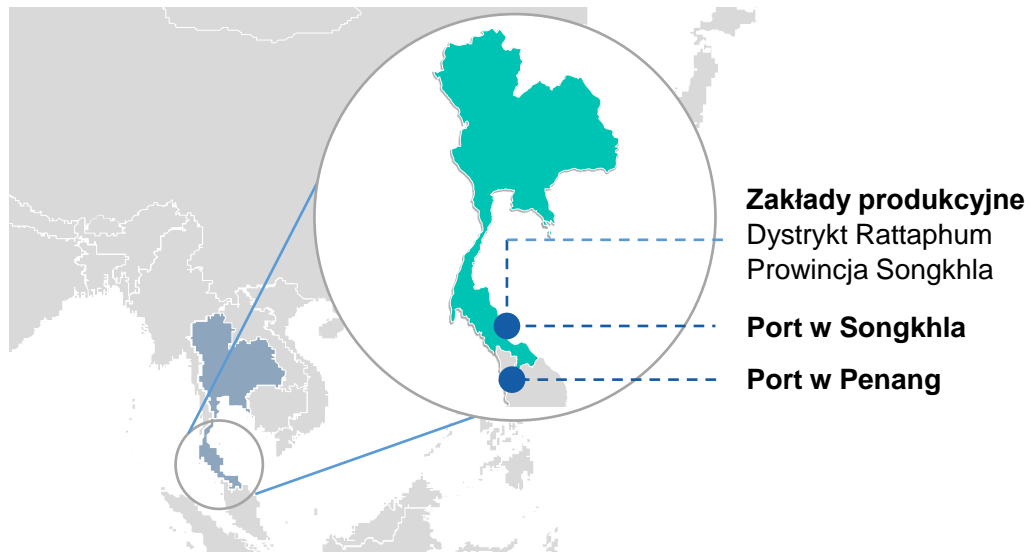 Zakłady produkcyjne
Dystrykt Rattaphum
Prowincja Songkhla
Port w Songkhla
Port w Penang